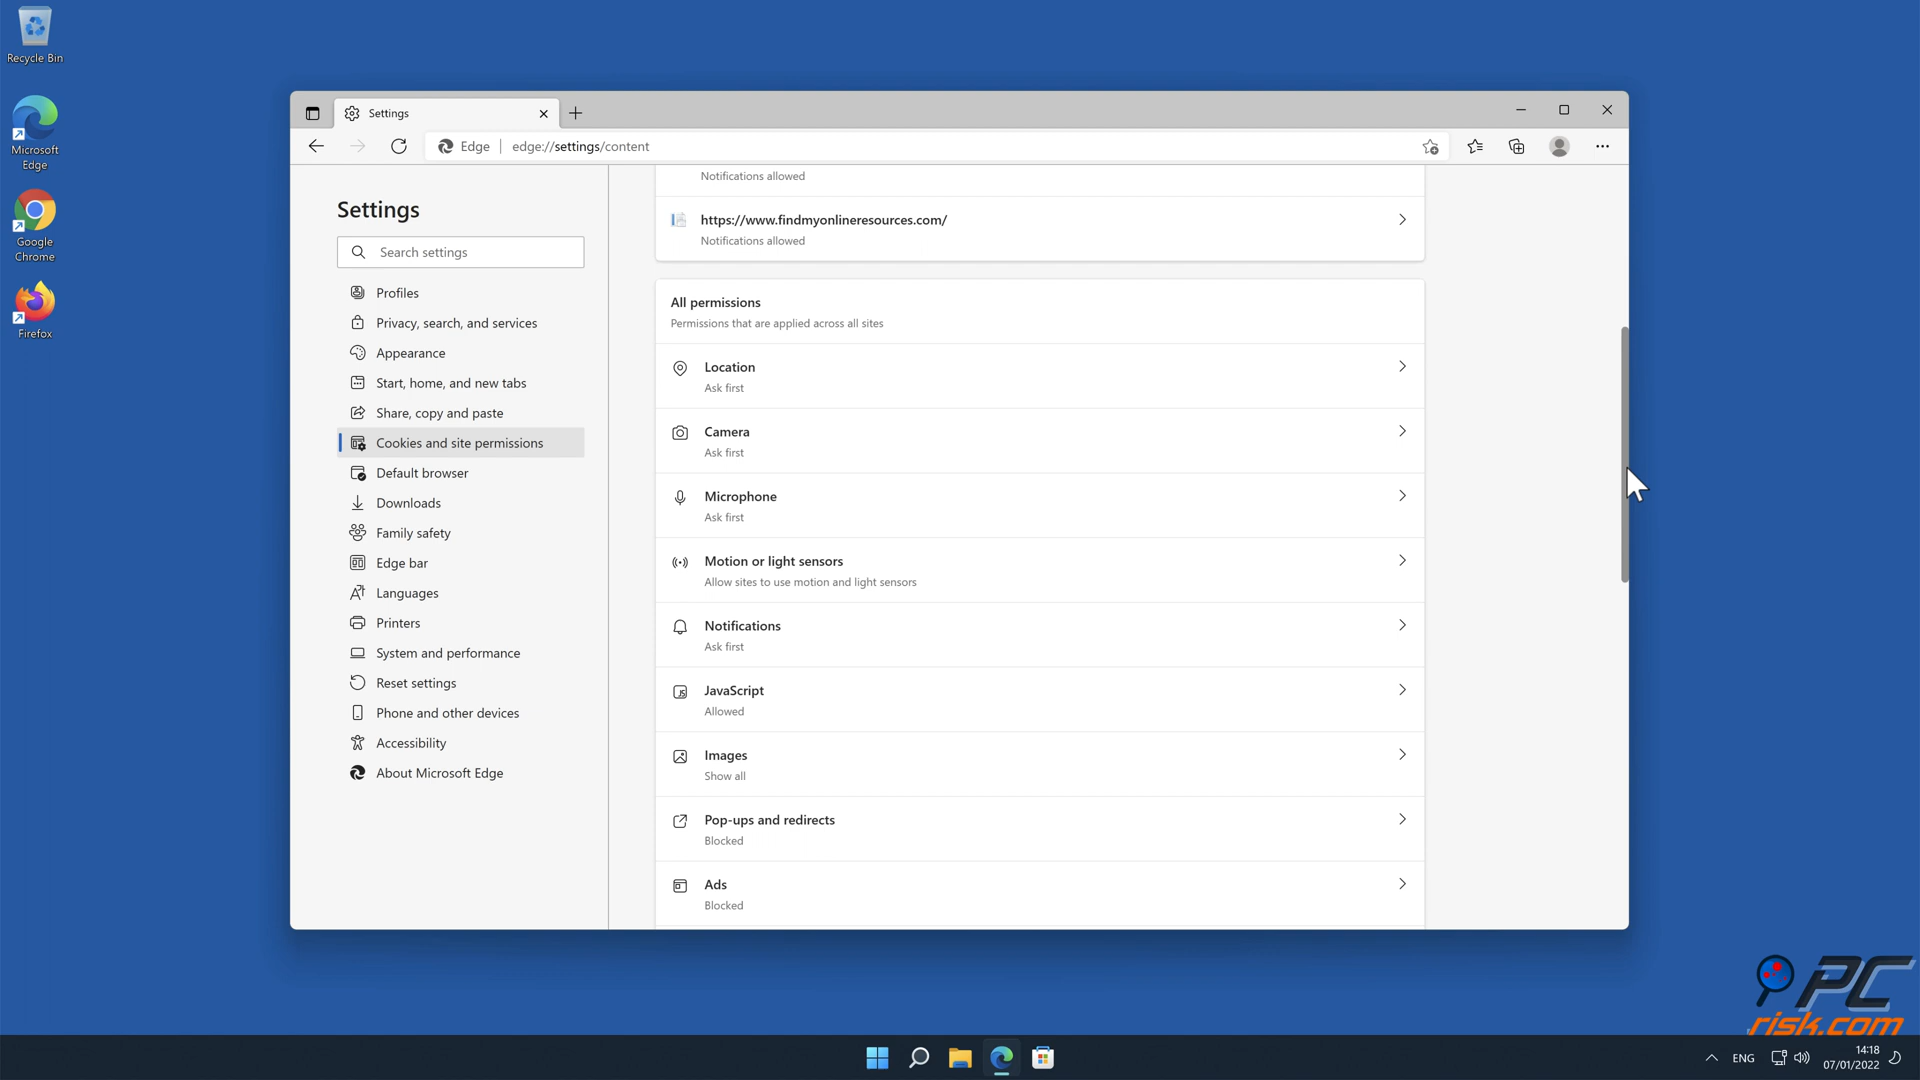 Recycle Bin
Microsoft
Edge
Google
Chrome
Firefox
Settings
Edge
edge://settings/content
Settings
Search settings
Profiles
Privacy, search, and services
Appearance
Start, home, and new tabs
Share, copy and paste
Cookies and site permissions
Default browser
Downloads
Family safety
Edge bar
Languages
Printers
System and performance
Reset settings
Phone and other devices
Accessibility
About Microsoft Edge
Notifications allowed
https://www.findmyonlineresources.com/
Notifications allowed
All permissions
Permissions that are applied across all sites
Location
Ask first
Camera
Ask first
Microphone
Ask first
Motion or light sensors
Allow sites to use motion and light sensors
Notifications
Ask first
JavaScript
Allowed
Images
Show all
Pop-ups and redirects
Blocked
Ads
Blocked
PC
risk.com
ENG
14:18
07/01/2022